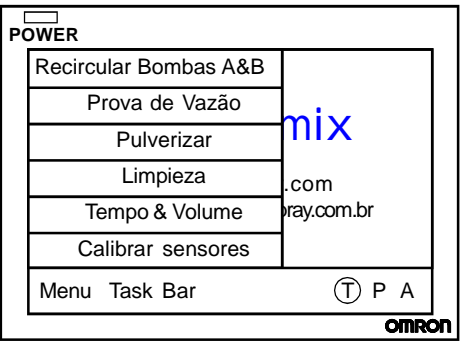 POWER
Recircular Bombas A&B
Prova de Vazão
mix
Pulverizar
Limpieza
.com
Tempo & Volume
ray.com.br
Calibrar sensores
Menu Task Bar
T P A
OMRON